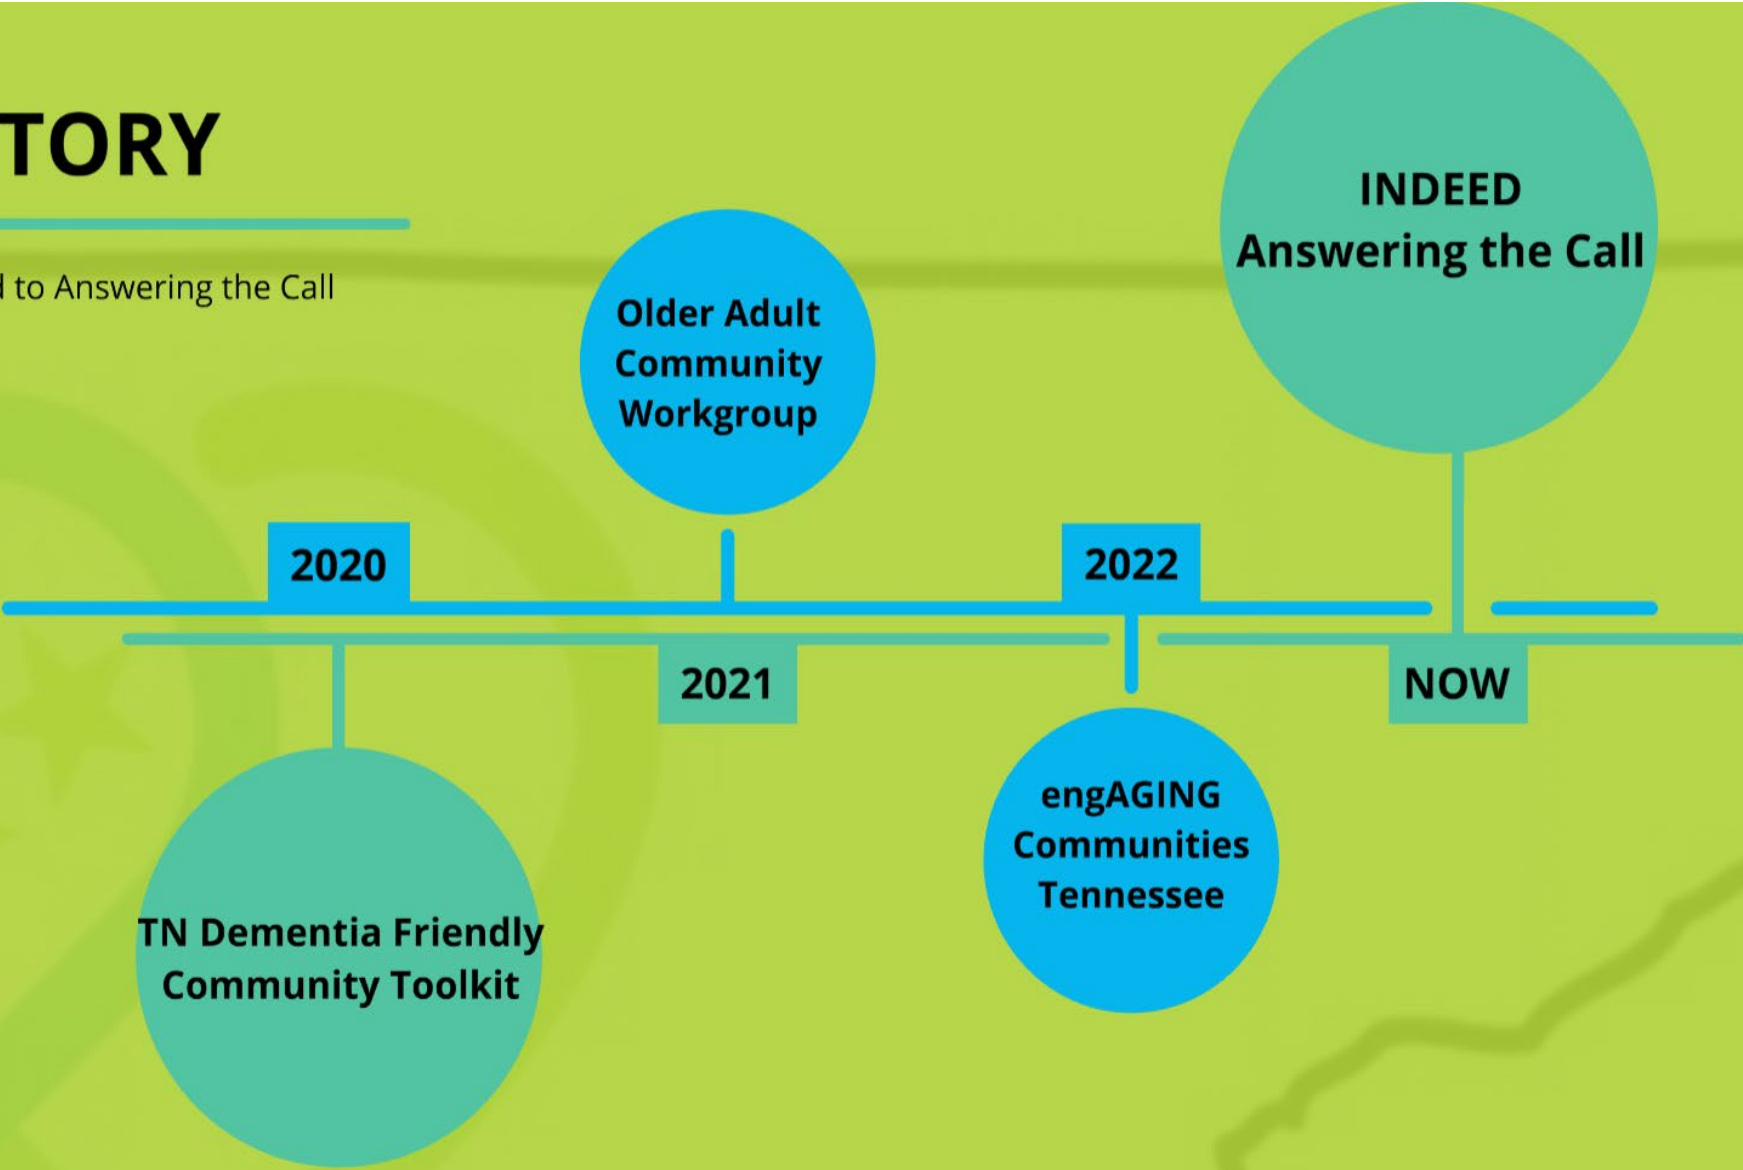 TORY
to Answering the Call
INDEED
Answering the Call
Older Adult
Community
Workgroup
2020
2022
2021
NOW
engAGING
Communities
Tennessee
TN Dementia Friendly
Community Toolkit